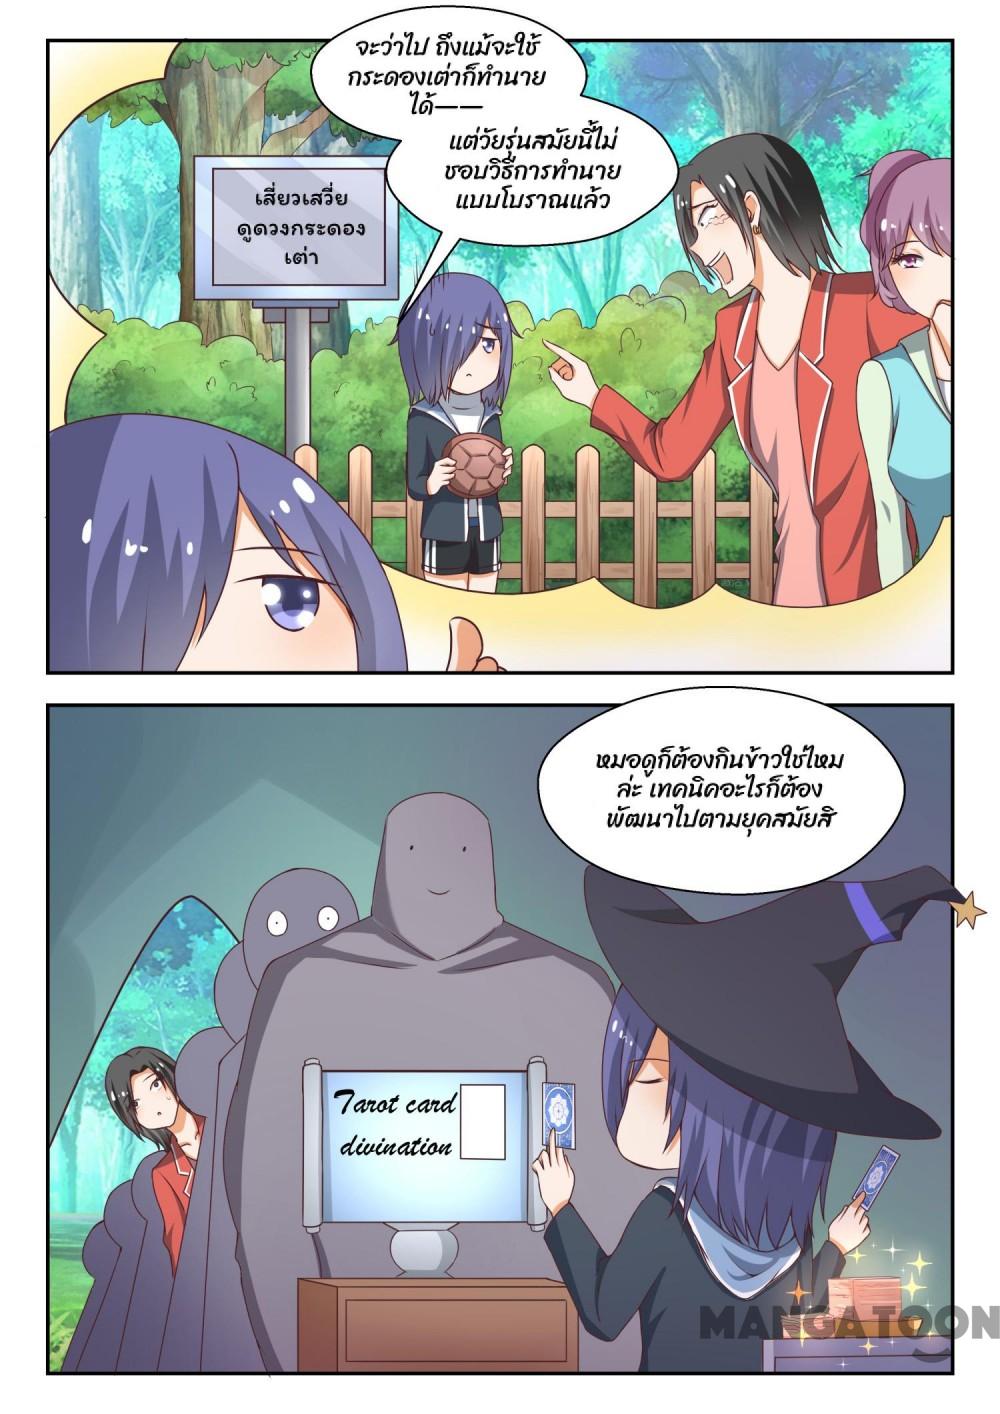 จะว่าไป ถึงแม้จะใช้
กระดองเต่าก็ทำนาย
ได้——
แต่วัยรุ่นสมัยนี้ไม่
ชอบวิธีการทำนาย
แบบโบราณแล้ว
เสี่ยวเสวี่ย
ดูดวงกระดอง
เต่า
หมอดูก็ต้องกินข้าวใช่ไหม
ล่ะ เทคนิคอะไรก็ต้อง
พัฒนาไปตามยุคสมัยสิ
Tarot card
divination
MANGATOON